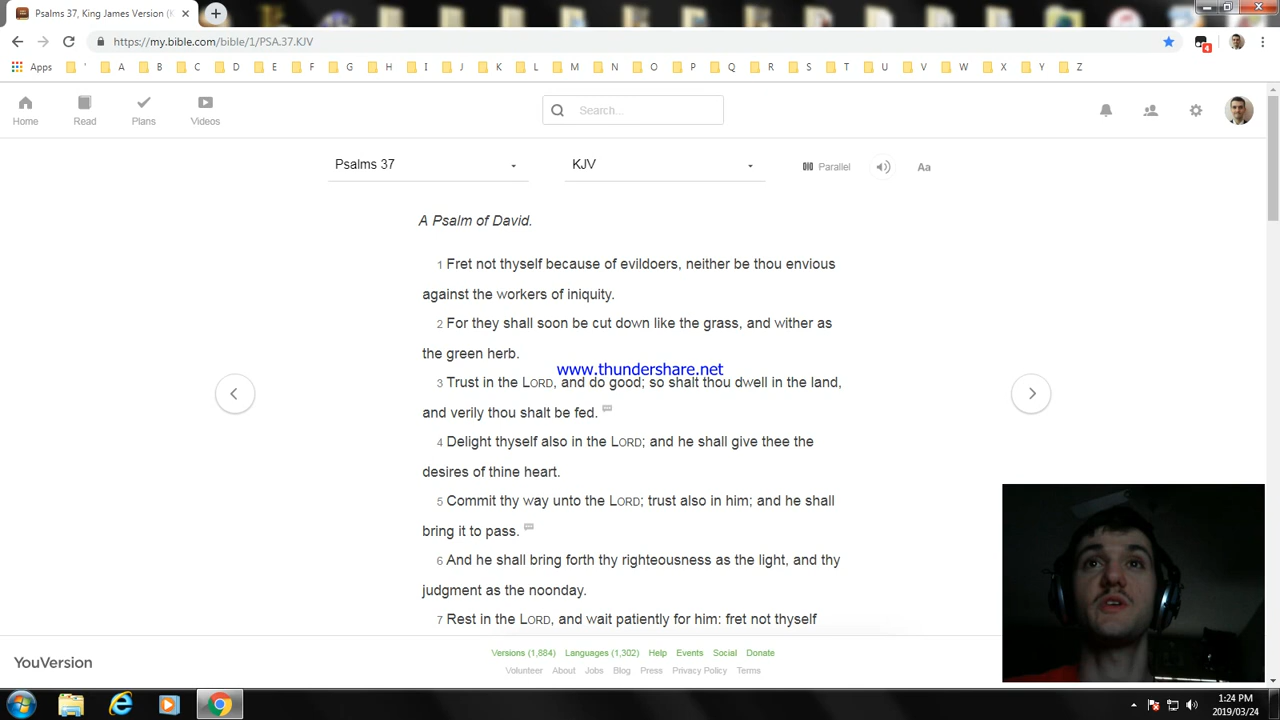 Psalms 37, King James Version (K
https://my.bible.com/bible/1/PSA.37.KJV
4
Apps ' A B C D E F G H I J K L M N O P Q R S T U V W X Y Z
Home Read Plans Videos
Search...
Psalms 37 KJV Parallel Aa
A Psalm of David.
1 Fret not thyself because of evildoers, neither be thou envious
against the workers of iniquity.
2 For they shall soon be cut down like the grass, and wither as
the green herb.
www.thundershare.net
3 Trust in the LORD, and do good; so shalt thou dwell in the land,
and verily thou shalt be fed.
4 Delight thyself also in the LORD; and he shall give thee the
desires of thine heart.
5 Commit thy way unto the LORD; trust also in him; and he shall
bring it to pass.
6 And he shall bring forth thy righteousness as the light, and thy
judgment as the noonday.
7 Rest in the LORD, and wait patiently for him: fret not thyself
YouVersion
Versions (1,884) Languages (1,302) Help Events Social Donate
Volunteer About Jobs Blog Press Privacy Policy Terms
1:24 PM
2019/03/24